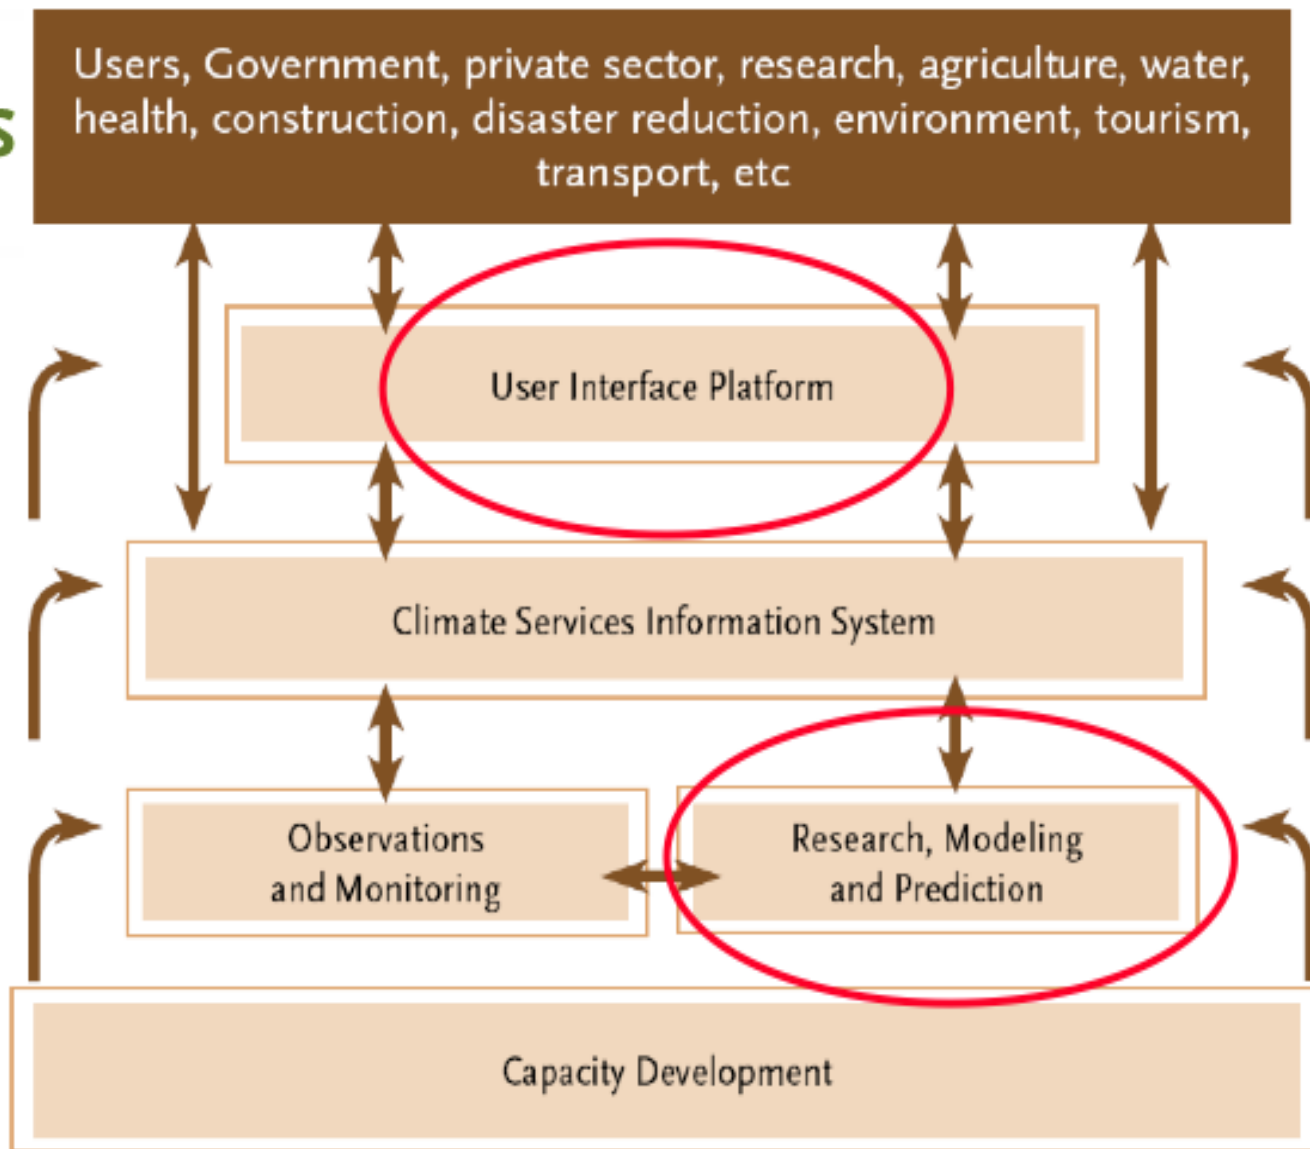 Users, Government, private sector, research, agriculture, water,
health, construction, disaster reduction, environment, tourism,
transport, etc
User Interface Platform
Climate Services Information System
Observations
and Monitoring
Research, Modeling
and Prediction
Capacity Development